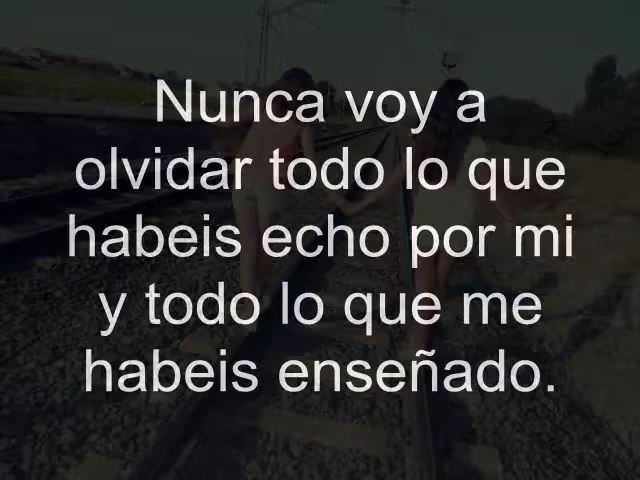 Nunca voy a
olvidar todo lo que
habeis echo por mi
y todo lo que me
habeis enseñado.